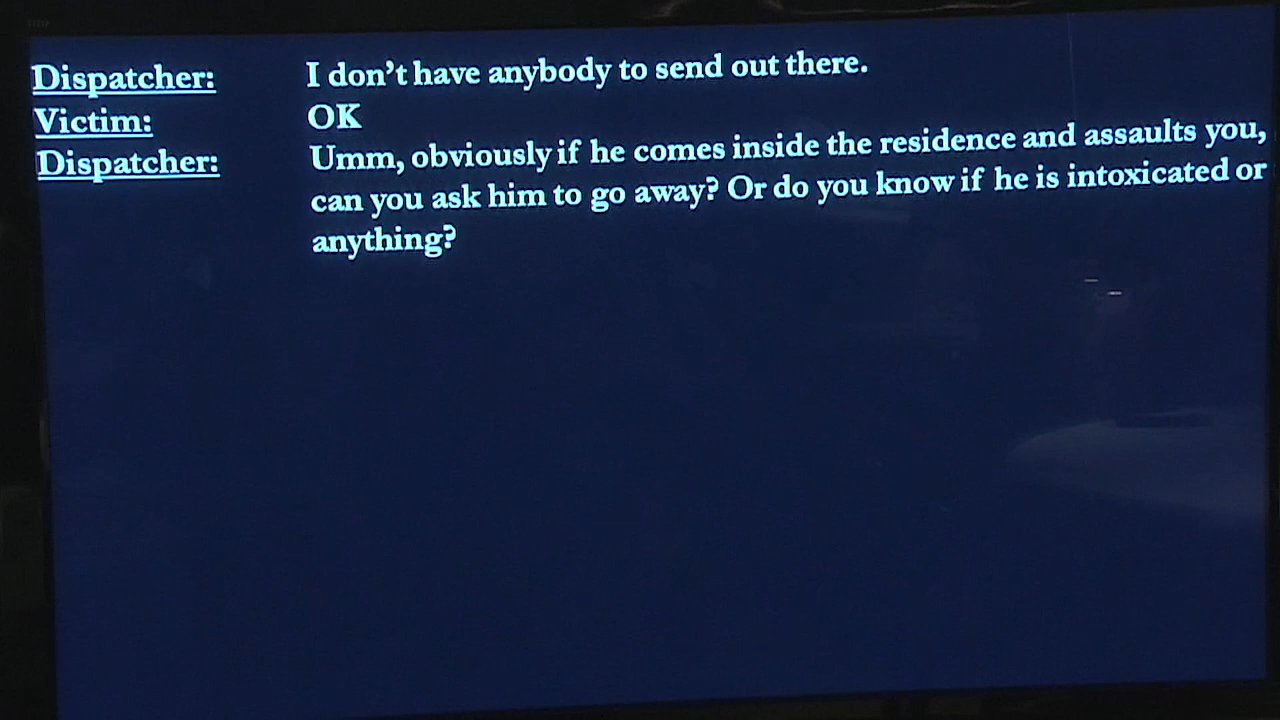 Dispatcher: I don't have anybody to send out there.
Victim: OK
Dispatcher: Umm, obviously if he comes inside the residence and assaults you,
can you ask him to go away? Or do you know if he is intoxicated or
anything?